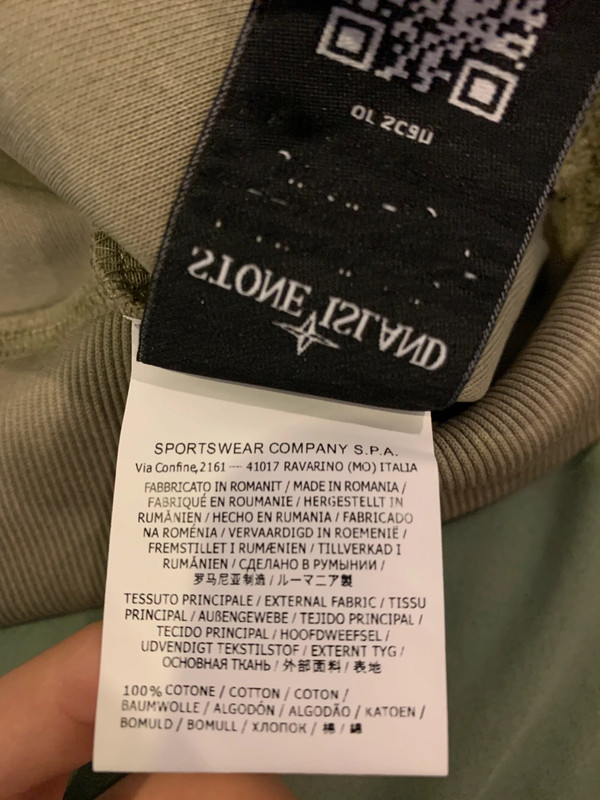 STONE ISLAND
SPORTSWEAR COMPANY S.P.A.
Via Confine,2161 — 41017 RAVARINO (MO) ITALIA
FABBRICATO IN ROMANIT / MADE IN ROMANIA /
FABRIQUÉ EN ROUMANIE / HERGESTELLT IN
RUMÄNIEN / HECHO EN RUMANIA / FABRICADO
NA ROMÉNIA / VERVAARDIGD IN ROEMENIË /
FREMSTILLET I RUMÆNIEN / TILLVERKAD I
RUMÄNIEN / СДЕЛАНО В РУМЫНИИ /
罗马尼亚制造 / ルーマニア製
TESSUTO PRINCIPALE / EXTERNAL FABRIC / TISSU
PRINCIPAL / AUßENGEWEBE / TEJIDO PRINCIPAL /
TECIDO PRINCIPAL / HOOFDWEEFSEL /
UDVENDIGT TEKSTILSTOF / EXTERNT TYG /
ОСНОВНАЯ ТКАНЬ / 外部面料 / 表地
100% COTONE / COTTON / COTON /
BAUMWOLLE / ALGODÓN / ALGODÃO / KATOEN /
BOMULD / BOMULL / ХЛОПОК / 棉 / 綿